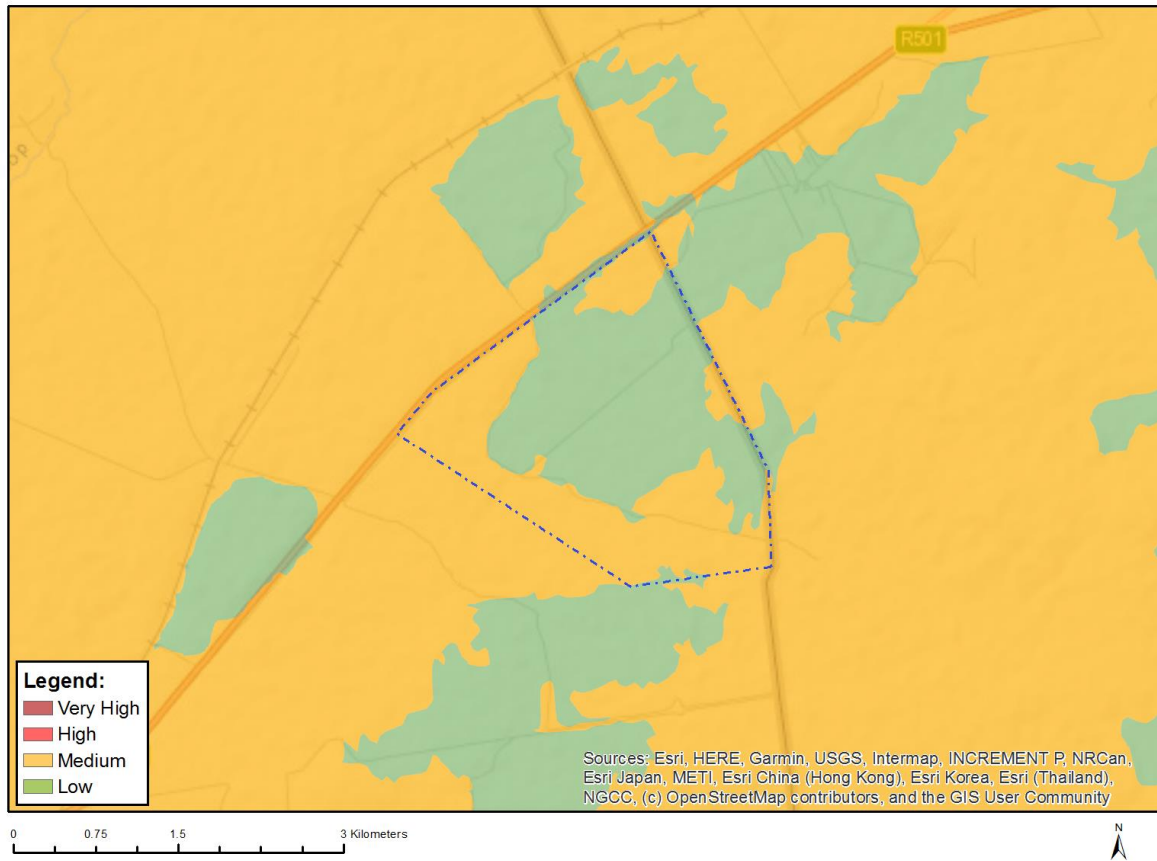 R501
op
Legend:
Very High
High
Medium
Low
Sources: Esri, HERE, Garmin, USGS, Intermap, INCREMENT P, NRCan,
Esri Japan, METI, Esri China (Hong Kong), Esri Korea, Esri (Thailand),
NGCC, (c) OpenStreetMap contributors, and the GIS User Community
0 0.75 1.5 3 Kilometers
N